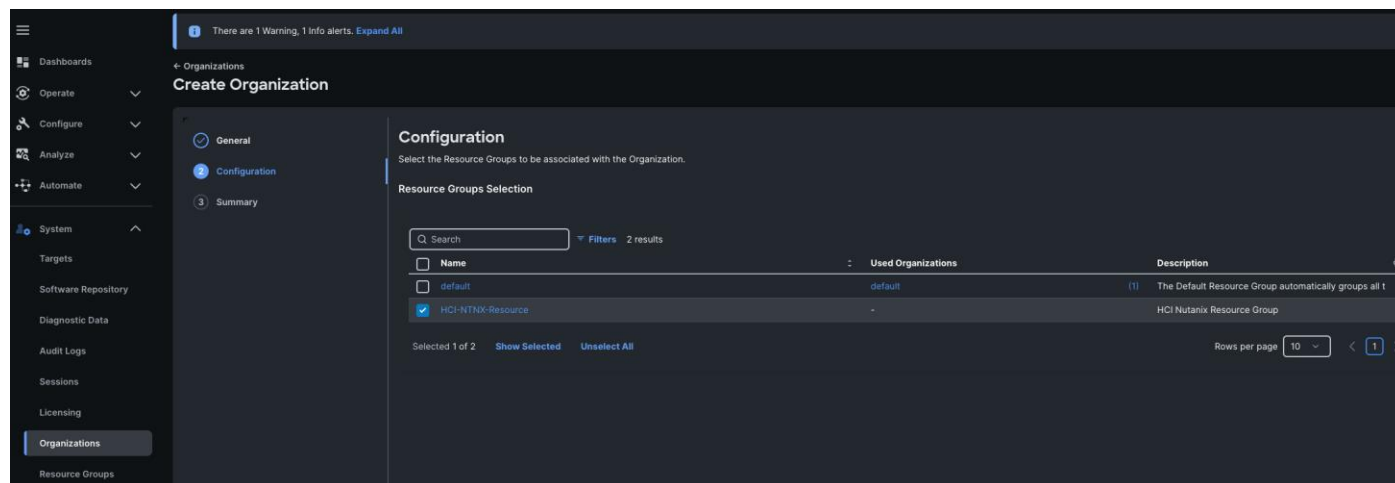 There are 1 Warning, 1 Info alerts. Expand All
Dashboards
Operate
Configure
Analyze
Automate
System
Targets
Software Repository
Diagnostic Data
Audit Logs
Sessions
Licensing
Organizations
Resource Groups
← Organizations
Create Organization
General
2 Configuration
3 Summary
Configuration
Select the Resource Groups to be associated with the Organization.
Resource Groups Selection
Search Filters 2 results
Name Used Organizations Description
default default (1) The Default Resource Group automatically groups all t
HCI-NTNX-Resource - HCI Nutanix Resource Group
Selected 1 of 2 Show Selected Unselect All Rows per page 10 1